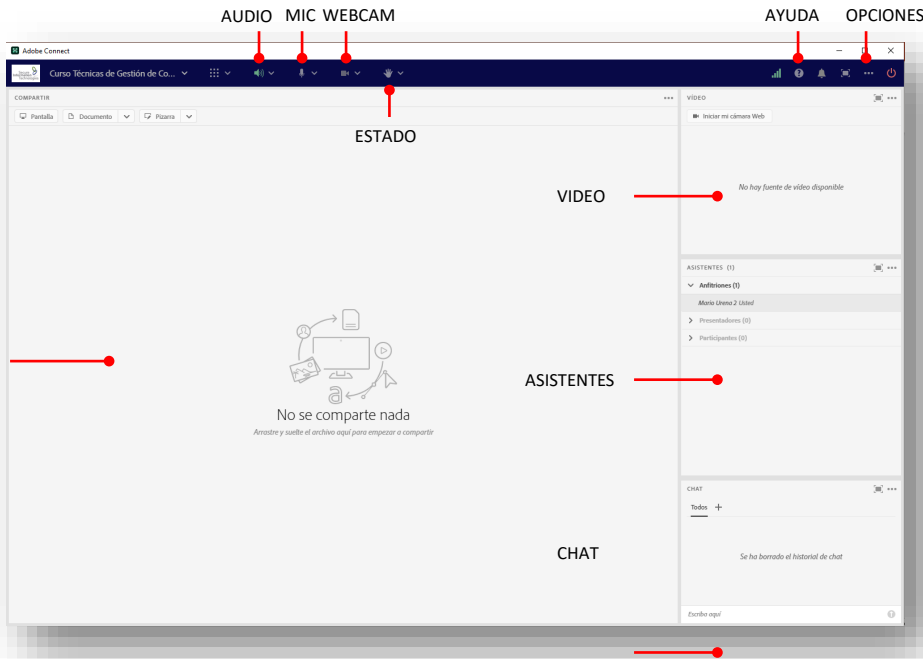 AUDIO MIC WEBCAM AYUDA OPCIONES
Adobe Connect
Curso Técnicas de Gestión de Co...
COMPARTIR
Pantalla Documento Pizarra
ESTADO
VÍDEO
Iniciar mi cámara Web
VIDEO
No hay fuente de vídeo disponible
ASISTENTES (1)
Anfitriones (1)
Mario Urena 2 Usted
Presentadores (0)
Participantes (0)
ASISTENTES
No se comparte nada
Arrastre y suelte el archivo aquí para empezar a compartir
CHAT
Todos
CHAT
Se ha borrado el historial de chat
Escriba aquí